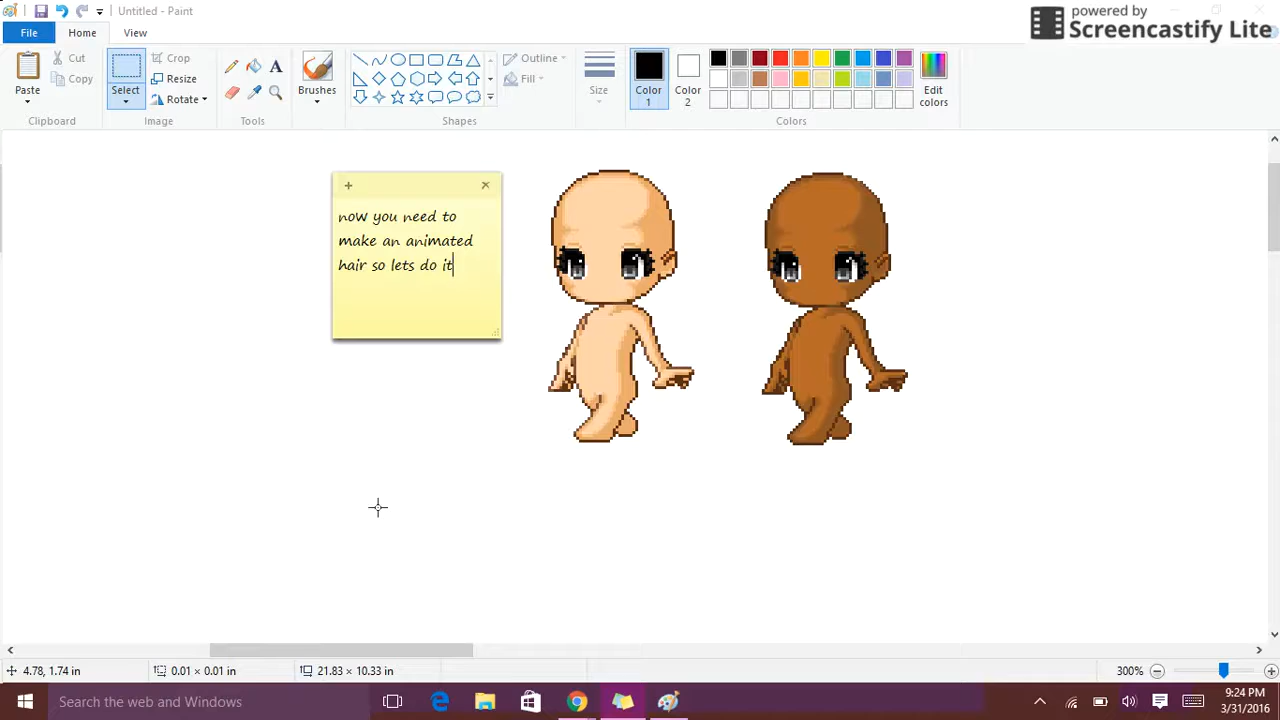 Untitled - Paint
powered by
Screencastify Lite
File
Home
View
Paste
Cut
Copy
Clipboard
Select
Crop
Resize
Rotate
Image
Tools
Brushes
Shapes
Outline
Fill
Size
Color
1
Color
2
Colors
Edit
colors
now you need to
make an animated
hair so lets do it
4.78, 1.74 in
0.01 × 0.01 in
21.83 × 10.33 in
300%
Search the web and Windows
9:24 PM
3/31/2016